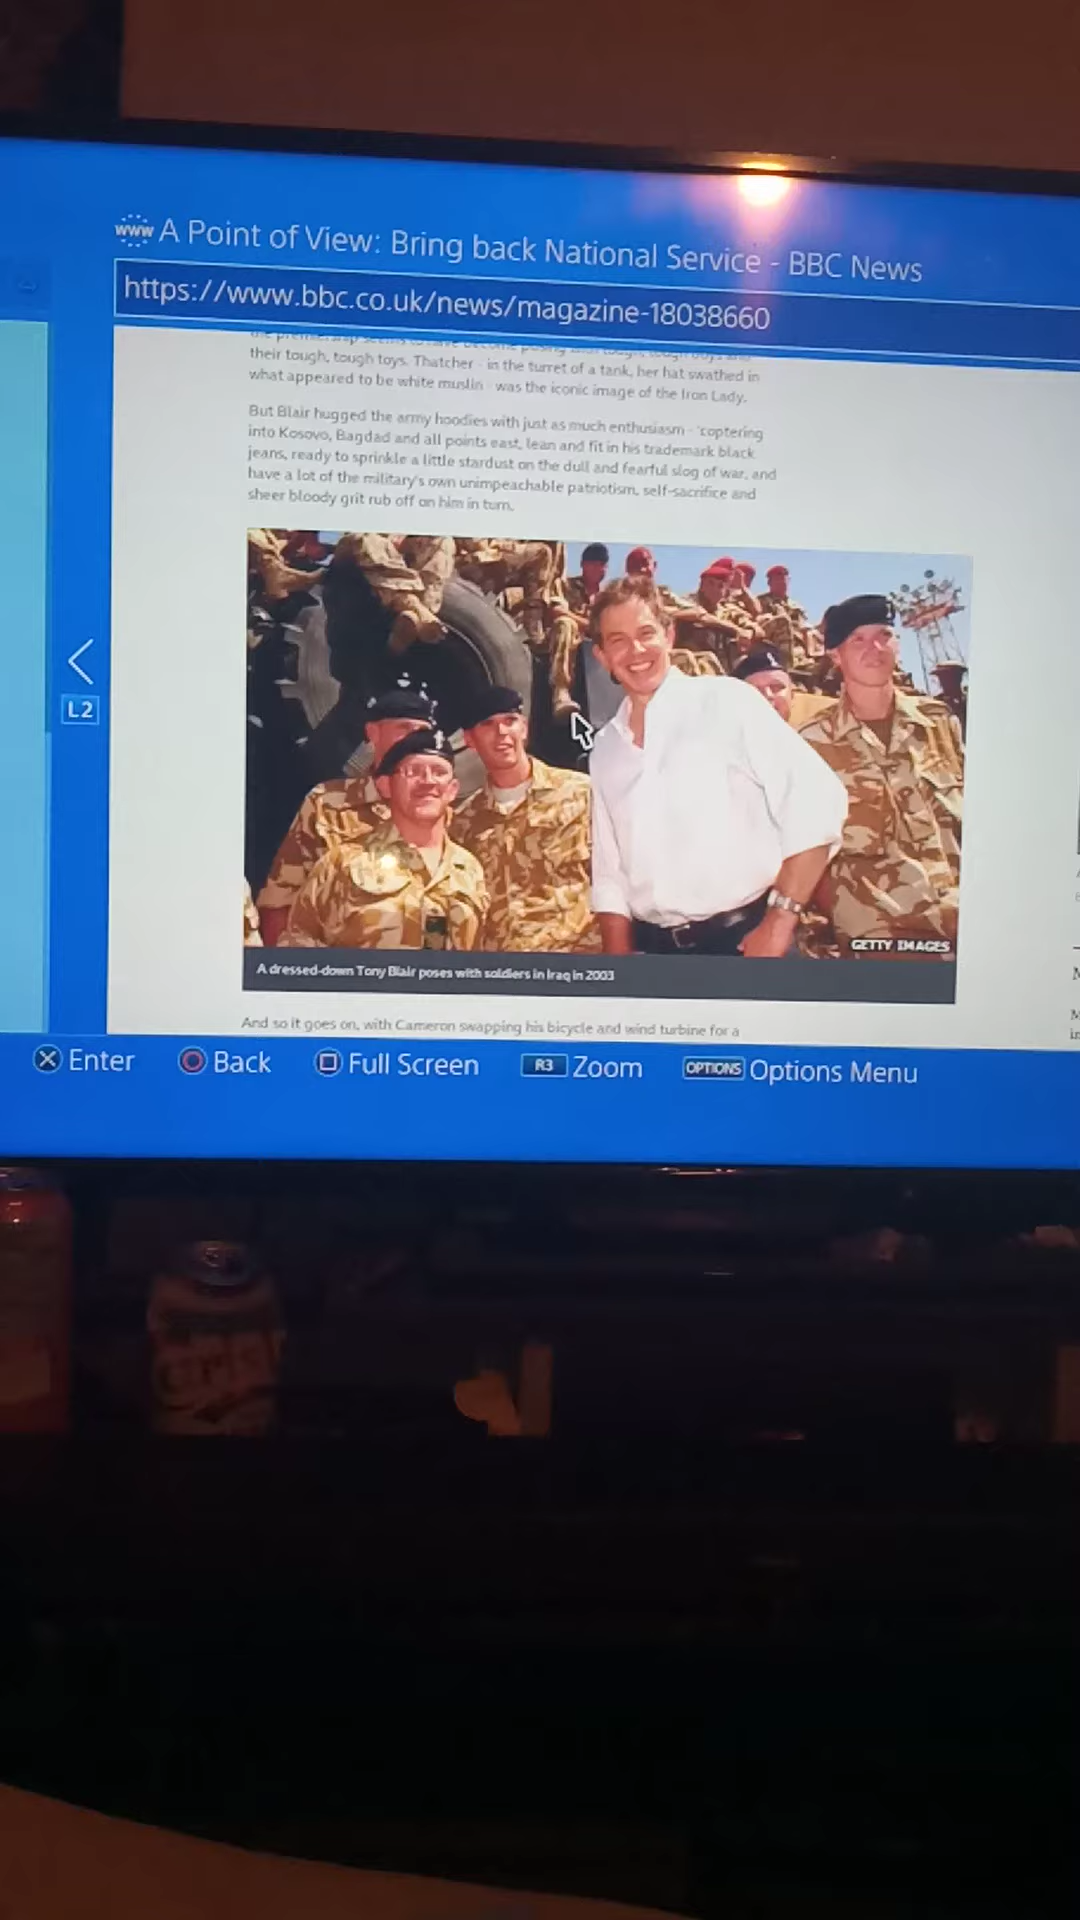 www A Point of View: Bring back National Service - BBC News
https://www.bbc.co.uk/news/magazine-18038660
their tough, tough toys. Thatcher - in the turret of a tank, her hat swathed in
what appeared to be white muslin - was the iconic image of the Iron Lady.
But Blair hugged the army hoodies with just as much enthusiasm - 'coptering
into Kosovo, Bagdad and all points east, lean and fit in his trademark black
jeans, ready to sprinkle a little stardust on the dull and fearful slog of war, and
have a lot of the military's own unimpeachable patriotism, self-sacrifice and
sheer bloody grit rub off on him in turn.
L2
GETTY IMAGES
A dressed-down Tony Blair poses with soldiers in Iraq in 2003
And so it goes on, with Cameron swapping his bicycle and wind turbine for a
Enter Back Full Screen R3 Zoom OPTIONS Options Menu